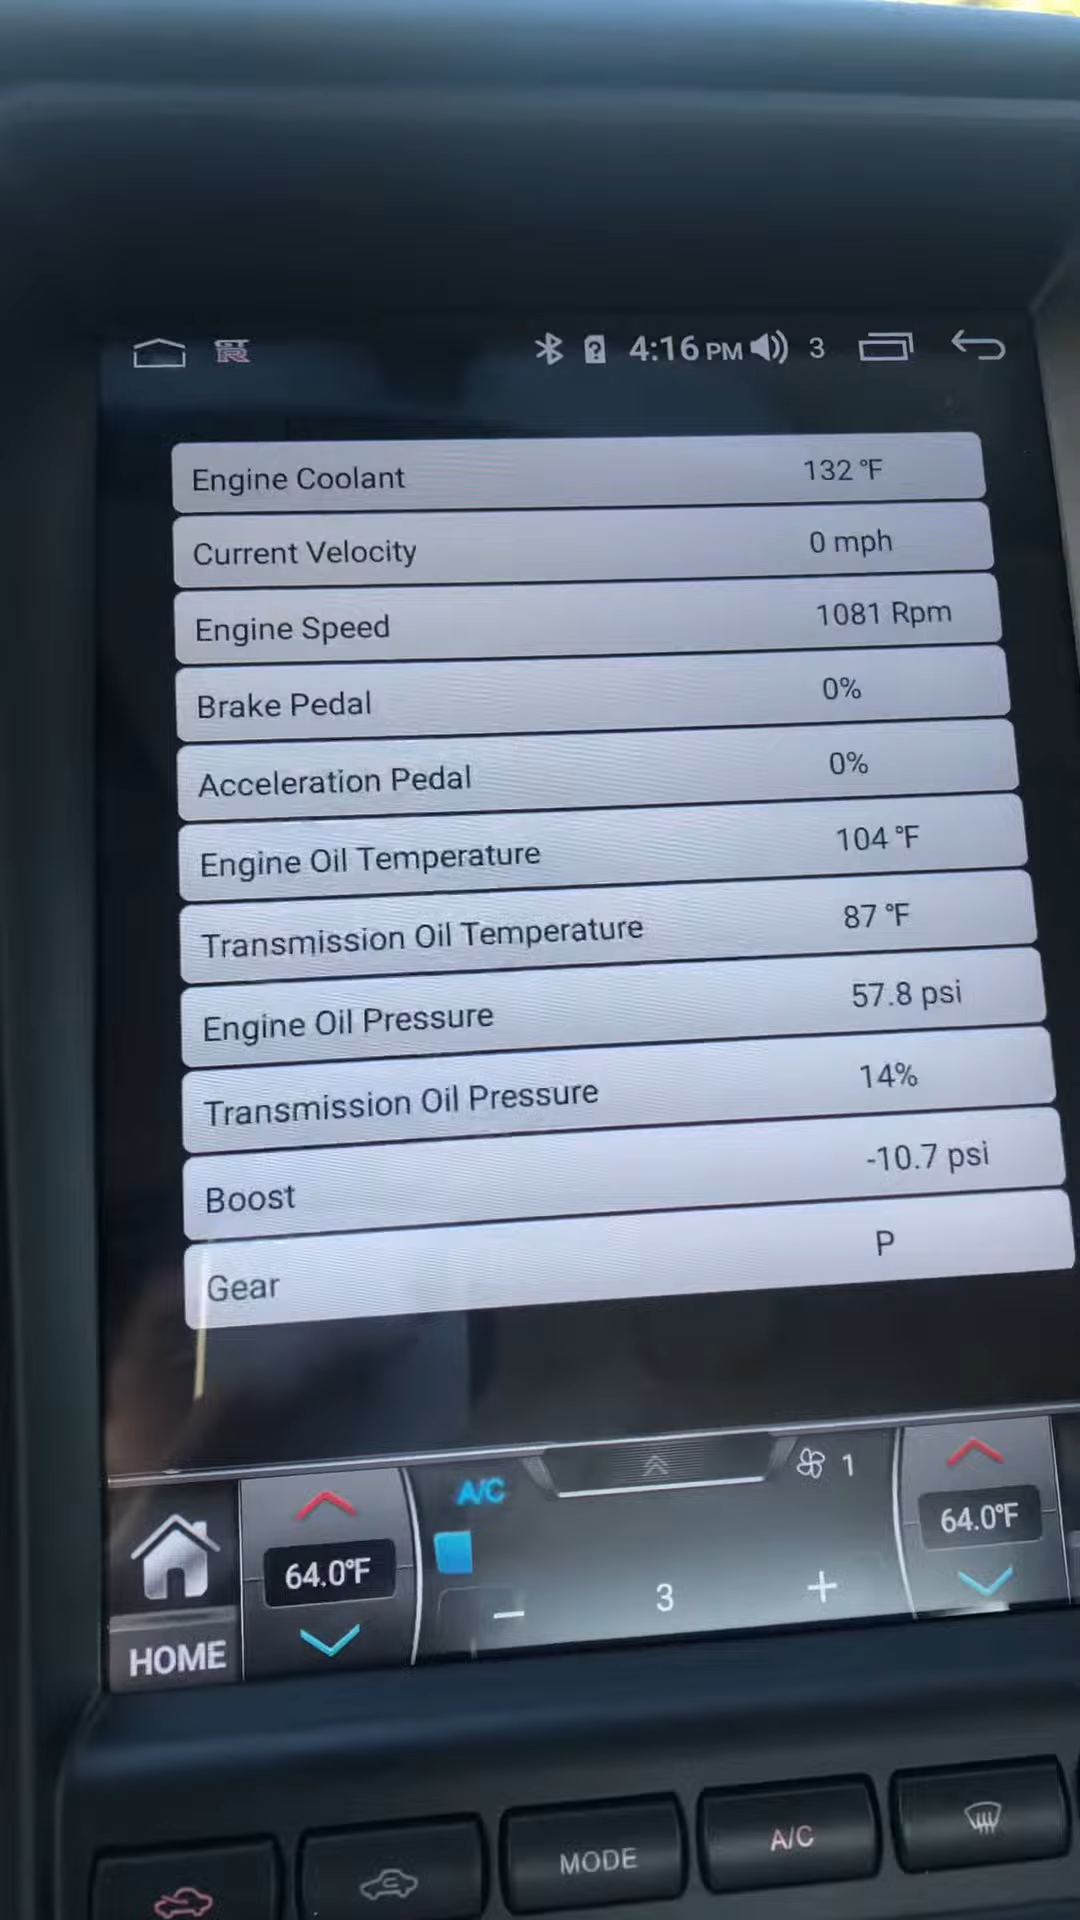 GT
R
4:16 PM 3
Engine Coolant 132 °F
Current Velocity 0 mph
Engine Speed 1081 Rpm
Brake Pedal 0%
Acceleration Pedal 0%
Engine Oil Temperature 104 °F
Transmission Oil Temperature 87 °F
Engine Oil Pressure 57.8 psi
Transmission Oil Pressure 14%
Boost -10.7 psi
Gear P
A/C 1
64.0°F 64.0°F
− 3 +
HOME
MODE A/C